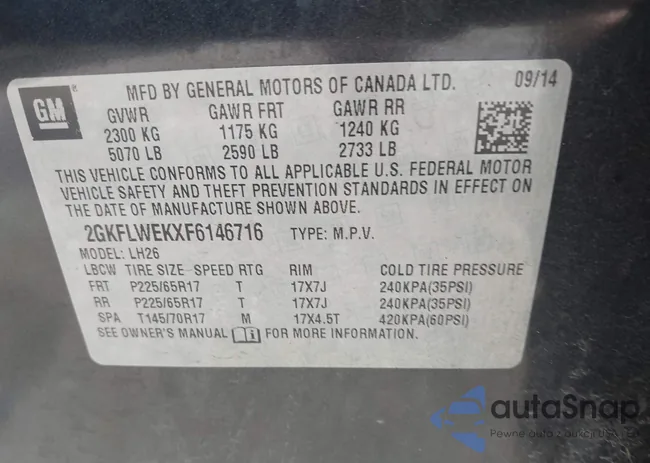 MFD BY GENERAL MOTORS OF CANADA LTD. 09/14
GM
GVWR GAWR FRT GAWR RR
2300 KG 1175 KG 1240 KG
5070 LB 2590 LB 2733 LB
THIS VEHICLE CONFORMS TO ALL APPLICABLE U.S. FEDERAL MOTOR
VEHICLE SAFETY AND THEFT PREVENTION STANDARDS IN EFFECT ON
THE DATE OF MANUFACTURE SHOWN ABOVE.
2GKFLWEKXF6146716 TYPE: M.P.V.
MODEL: LH26
LBCW TIRE SIZE SPEED RTG RIM COLD TIRE PRESSURE
FRT P225/65R17 T 17X7J 240KPA(35PSI)
RR P225/65R17 T 17X7J 240KPA(35PSI)
SPA T145/70R17 M 17X4.5T 420KPA(60PSI)
SEE OWNER'S MANUAL FOR MORE INFORMATION.
autoSnap
Pewne auta z aukcji USA